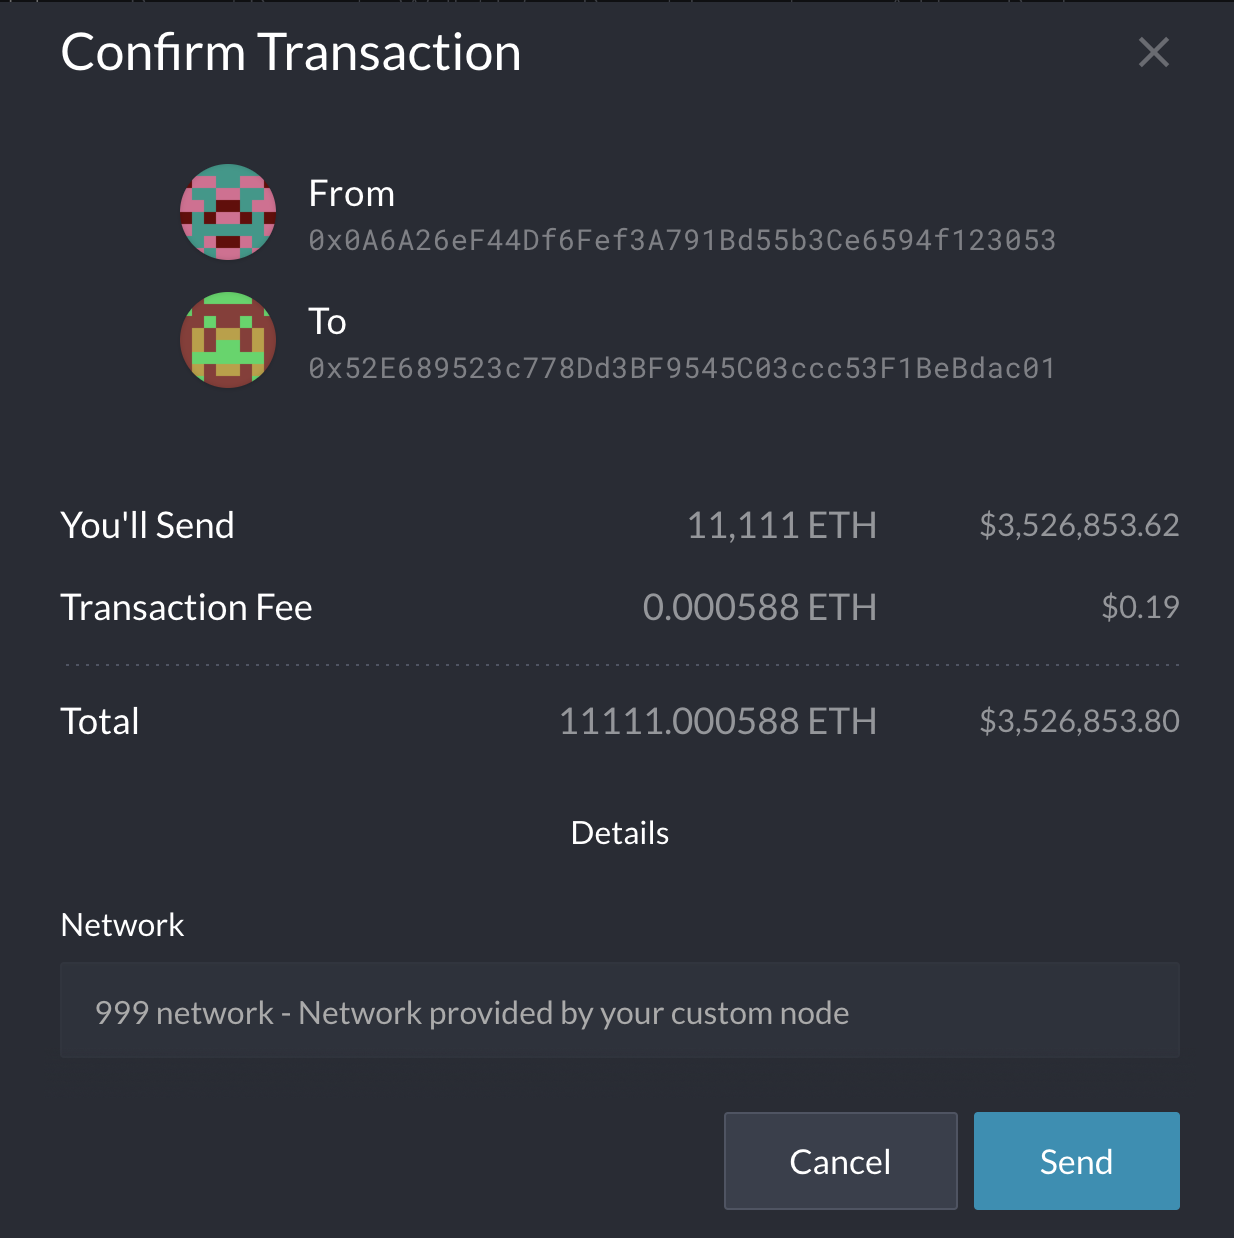 Confirm Transaction
From
0x0A6A26eF44Df6Fef3A791Bd55b3Ce6594f123053
To
0x52E689523c778Dd3BF9545C03ccc53F1BeBdac01
You'll Send 11,111 ETH $3,526,853.62
Transaction Fee 0.000588 ETH $0.19
Total 11111.000588 ETH $3,526,853.80
Details
Network
999 network - Network provided by your custom node
Cancel Send